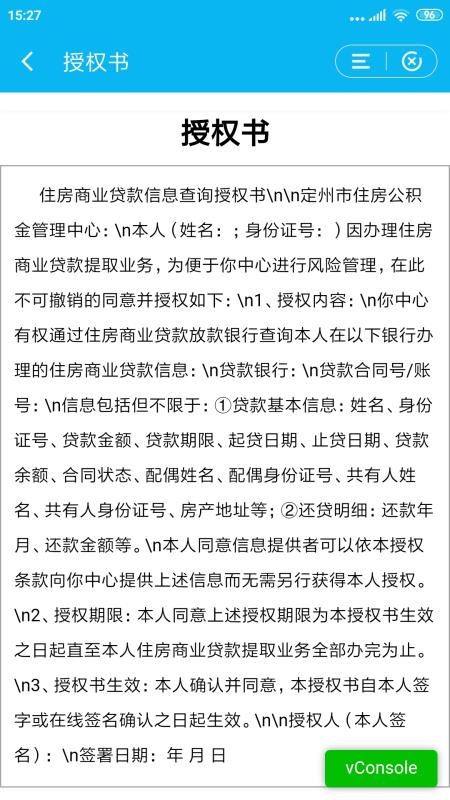 15:27
96
授权书
授权书
住房商业贷款信息查询授权书\n\n定州市住房公积
金管理中心：\n本人（姓名：；身份证号：）因办理住房
商业贷款提取业务，为便于你中心进行风险管理，在此
不可撤销的同意并授权如下：\n1、授权内容：\n你中心
有权通过住房商业贷款放款银行查询本人在以下银行办
理的住房商业贷款信息：\n贷款银行：\n贷款合同号/账
号：\n信息包括但不限于：①贷款基本信息：姓名、身份
证号、贷款金额、贷款期限、起贷日期、止贷日期、贷款
余额、合同状态、配偶姓名、配偶身份证号、共有人姓
名、共有人身份证号、房产地址等；②还贷明细：还款年
月、还款金额等。\n本人同意信息提供者可以依本授权
条款向你中心提供上述信息而无需另行获得本人授权。
\n2、授权期限：本人同意上述授权期限为本授权书生效
之日起直至本人住房商业贷款提取业务全部办完为止。
\n3、授权书生效：本人确认并同意，本授权书自本人签
字或在线签名确认之日起生效。\n\n授权人（本人签
名）：\n签署日期：年 月 日
vConsole